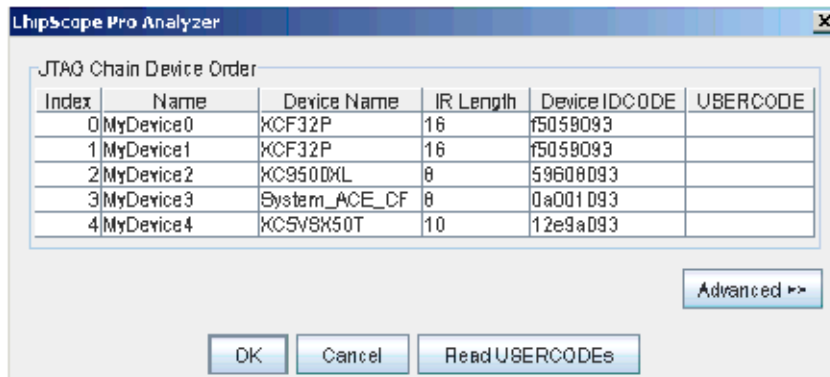 ChipScope Pro Analyzer
JTAG Chain Device Order
Index Name Device Name IR Length Device IDCODE USERCODE
0 MyDevice0 XCF32P 16 f5059093
1 MyDevice1 XCF32P 16 f5059093
2 MyDevice2 XC9500XL 8 59608093
3 MyDevice3 System_ACE_CF 8 0a001093
4 MyDevice4 XC5VSX50T 10 12e9a093
Advanced >>
OK Cancel Read USERCODEs